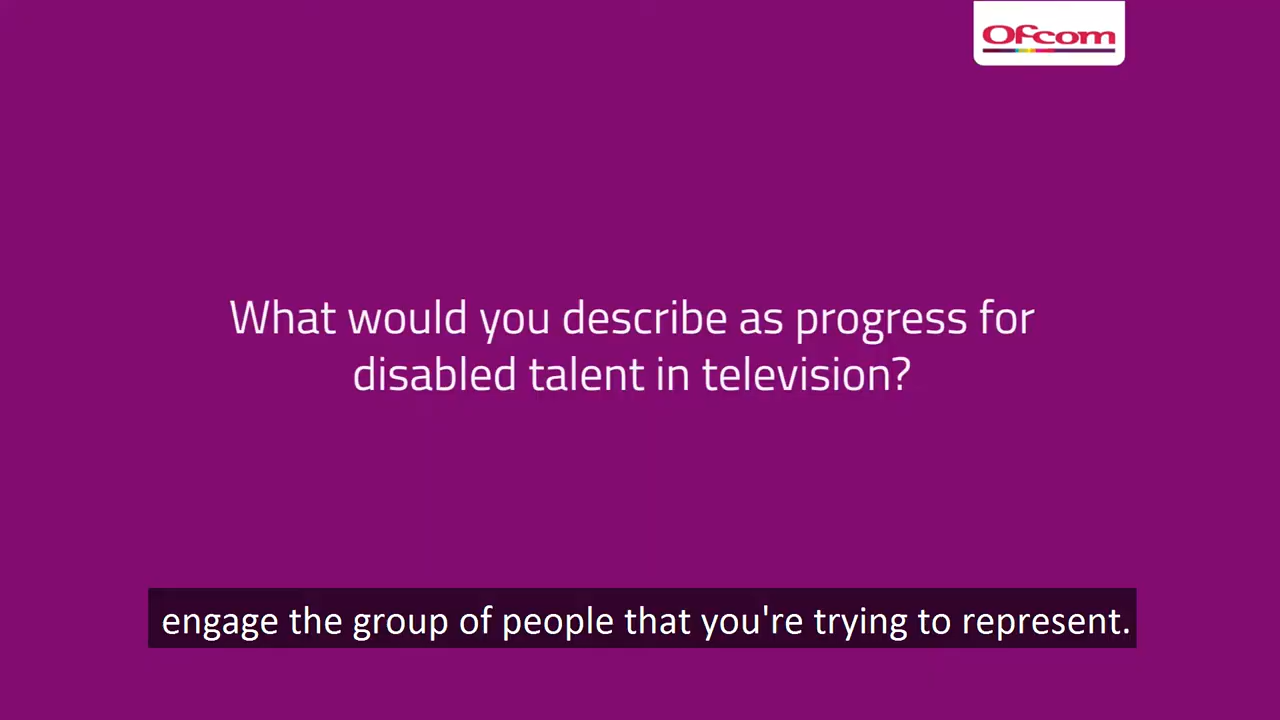 Ofcom
What would you describe as progress for
disabled talent in television?
engage the group of people that you're trying to represent.